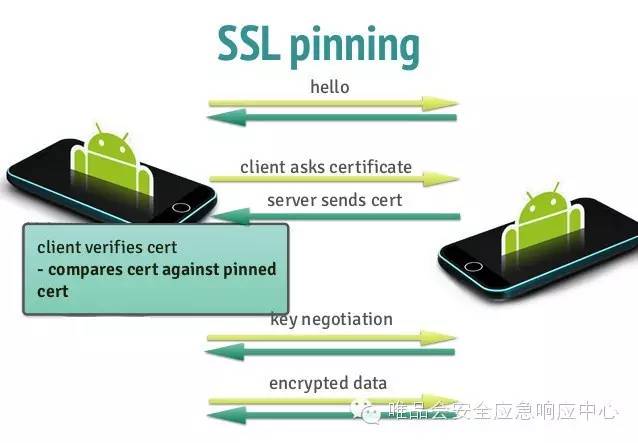 SSL pinning
hello
client asks certificate
server sends cert
client verifies cert
- compares cert against pinned
cert
key negotiation
encrypted data
唯品会安全应急响应中心